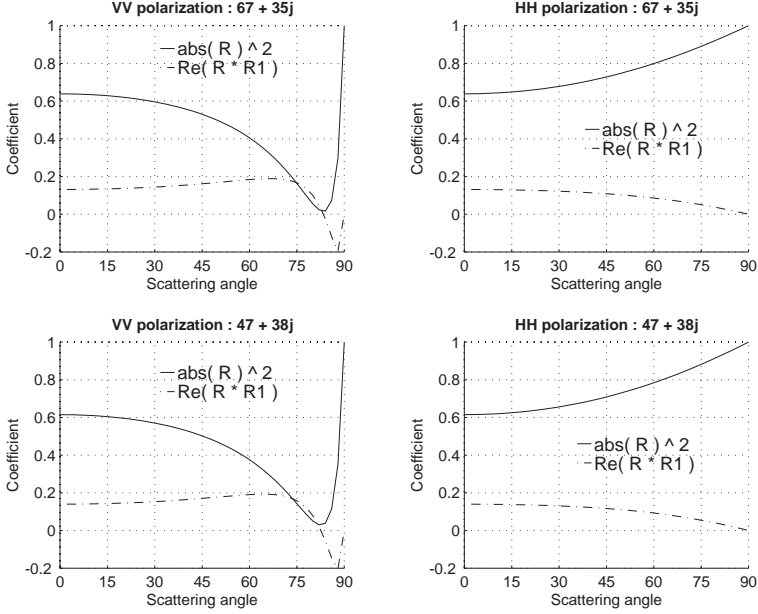 VV polarization : 67 + 35j
1
0.8
0.6
0.4
0.2
0
-0.2
Coefficient
abs( R ) ^ 2
Re( R * R1)
0 15 30 45 60 75 90
Scattering angle
HH polarization : 67 + 35j
1
0.8
0.6
0.4
0.2
0
-0.2
Coefficient
abs( R ) ^ 2
Re( R * R1)
0 15 30 45 60 75 90
Scattering angle
VV polarization : 47 + 38j
1
0.8
0.6
0.4
0.2
0
-0.2
Coefficient
abs( R ) ^ 2
Re( R * R1)
0 15 30 45 60 75 90
Scattering angle
HH polarization : 47 + 38j
1
0.8
0.6
0.4
0.2
0
-0.2
Coefficient
abs( R ) ^ 2
Re( R * R1)
0 15 30 45 60 75 90
Scattering angle